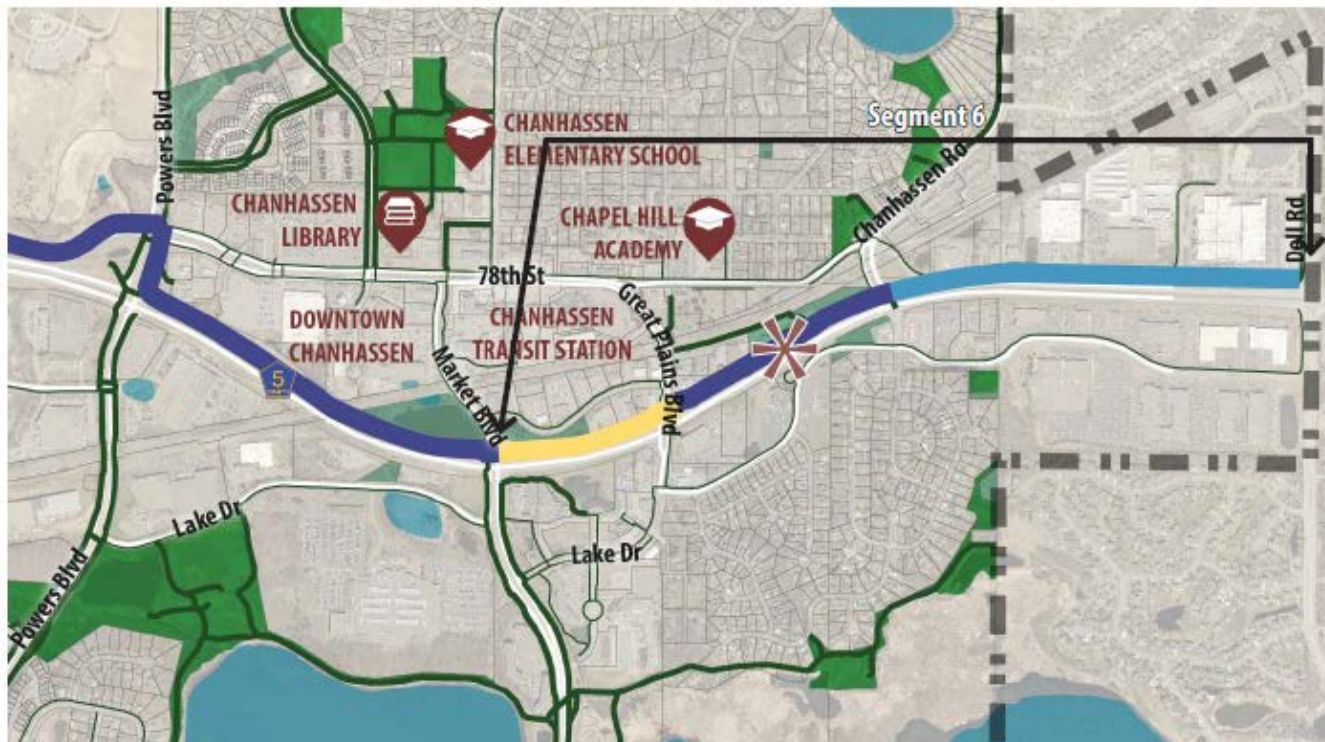 Segment 6
Powers Blvd
CHANHASSEN
ELEMENTARY SCHOOL
Chanhassen Rd
CHANHASSEN
LIBRARY
CHAPEL HILL
ACADEMY
Dell Rd
78th St
Great Plains Blvd
DOWNTOWN
CHANHASSEN
CHANHASSEN
TRANSIT STATION
Market Blvd
5
Lake Dr
Lake Dr
Powers Blvd